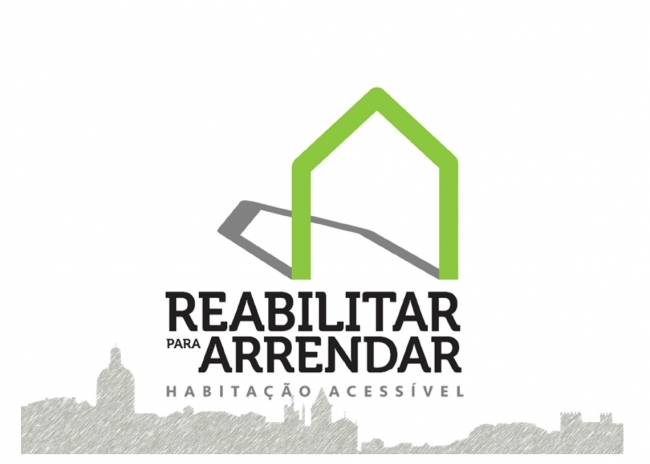 REABILITAR
PARA ARRENDAR
HABITAÇÃO ACESSÍVEL